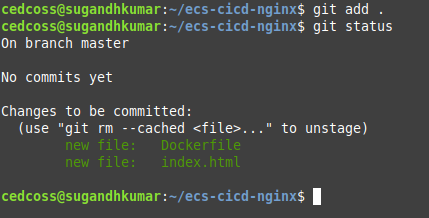 cedcoss@sugandhkumar:~/ecs-cicd-nginx$ git add .
cedcoss@sugandhkumar:~/ecs-cicd-nginx$ git status
On branch master
No commits yet
Changes to be committed:
(use "git rm --cached <file>..." to unstage)
new file: Dockerfile
new file: index.html
cedcoss@sugandhkumar:~/ecs-cicd-nginx$